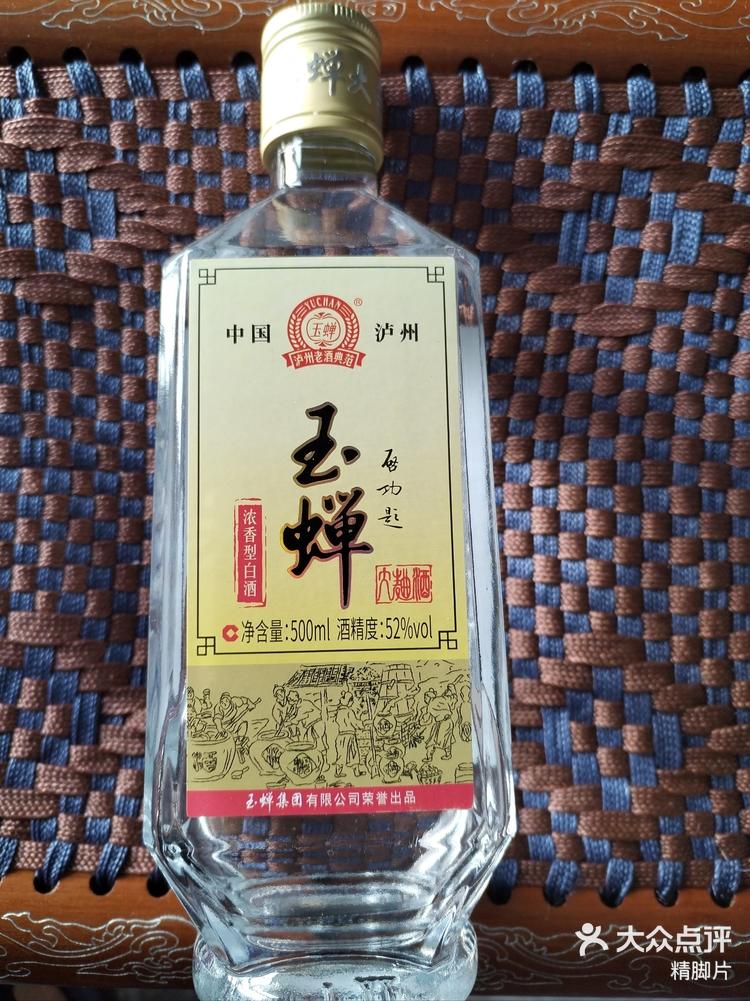 蝉大
YUCHAN
®
玉蝉
中国 泸州
泸州老酒典范
玉蝉
启功题
浓香型白酒
大曲酒
净含量:500ml 酒精度:52%vol
酒
玉蝉集团有限公司荣誉出品
大众点评
精脚片